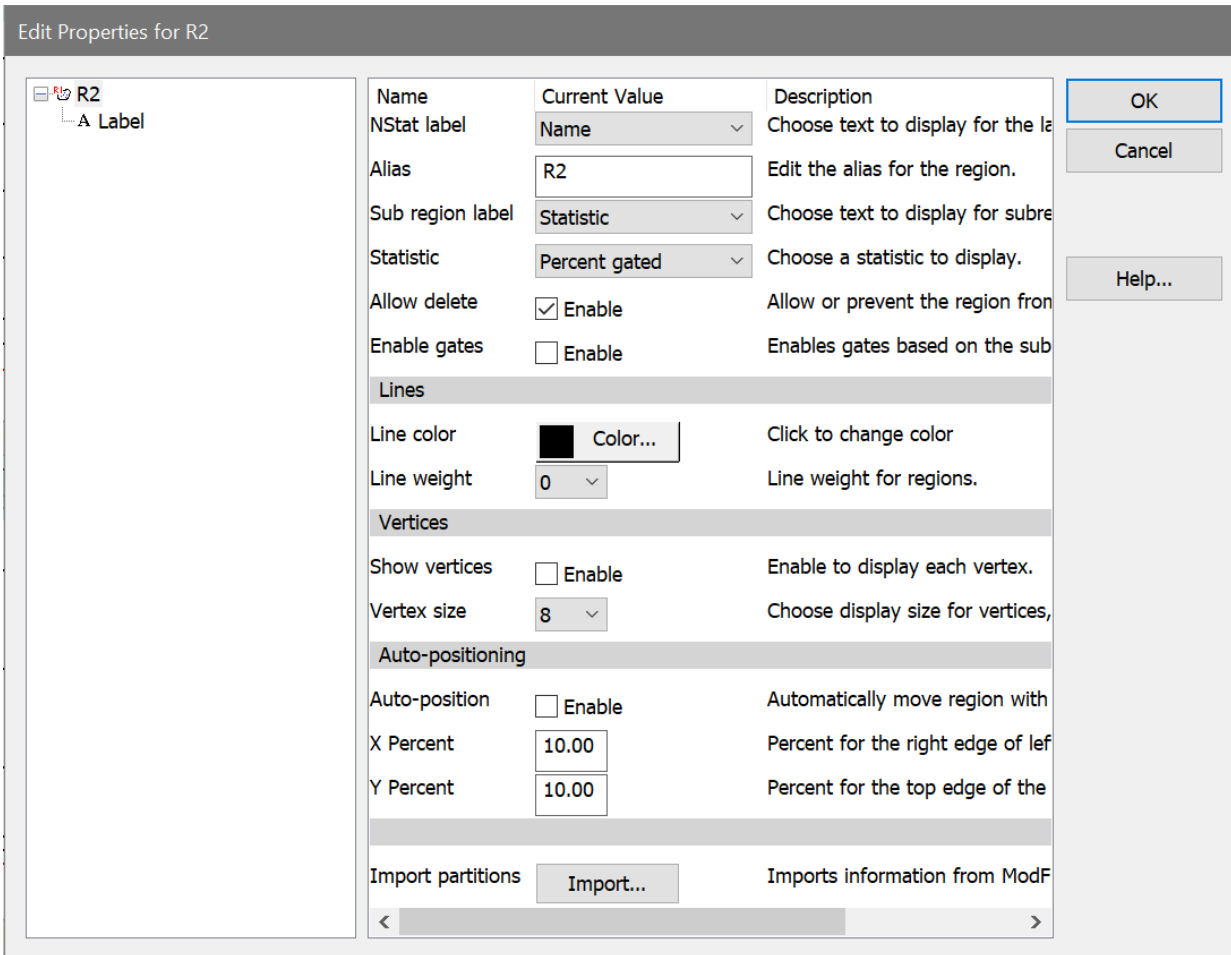 Edit Properties for R2
R2
A Label
Name Current Value Description
NStat label Name Choose text to display for the la
Alias R2 Edit the alias for the region.
Sub region label Statistic Choose text to display for subre
Statistic Percent gated Choose a statistic to display.
Allow delete Enable Allow or prevent the region from
Enable gates Enable Enables gates based on the sub
Lines
Line color Color... Click to change color
Line weight 0 Line weight for regions.
Vertices
Show vertices Enable Enable to display each vertex.
Vertex size 8 Choose display size for vertices,
Auto-positioning
Auto-position Enable Automatically move region with
X Percent 10.00 Percent for the right edge of lef
Y Percent 10.00 Percent for the top edge of the
Import partitions Import... Imports information from ModF
OK
Cancel
Help...